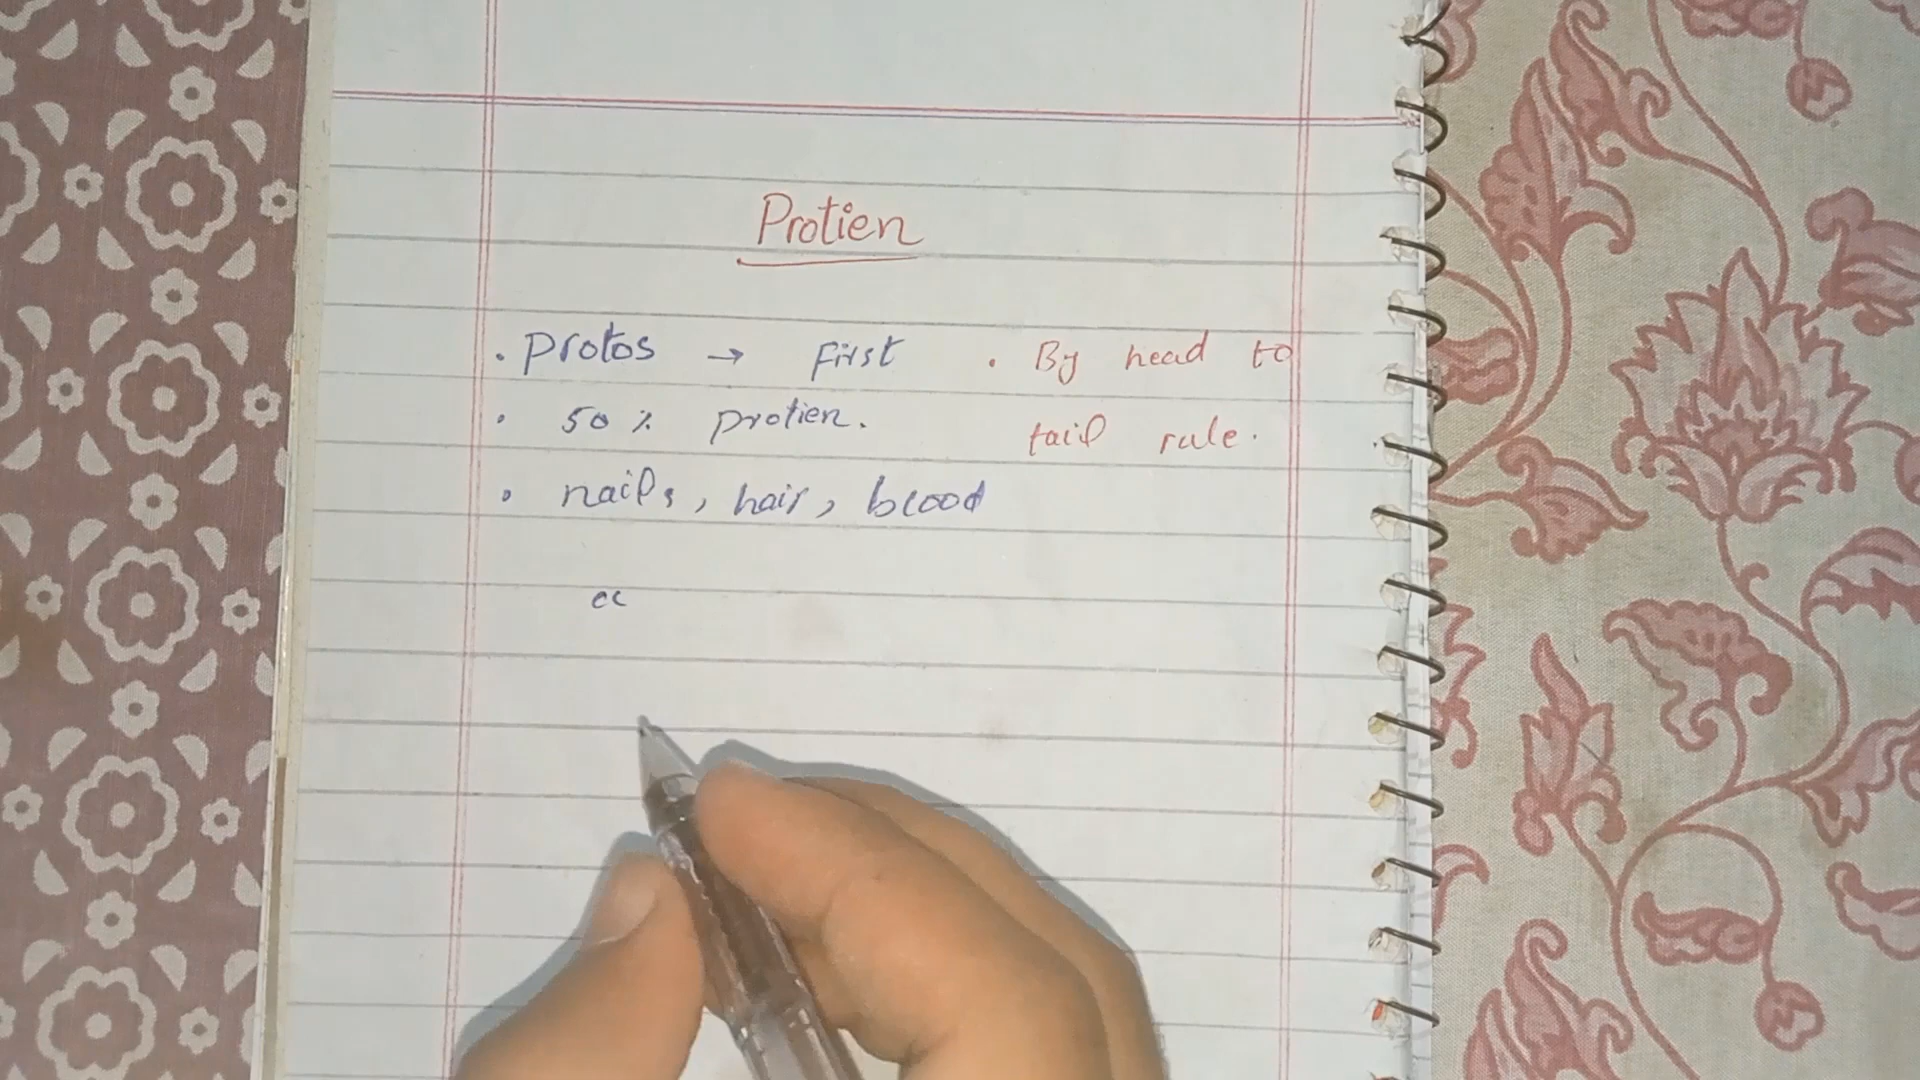 Protien
. Protos → First
. 50 % protien.
. nails, hair, blood
. By head to
tail rule.